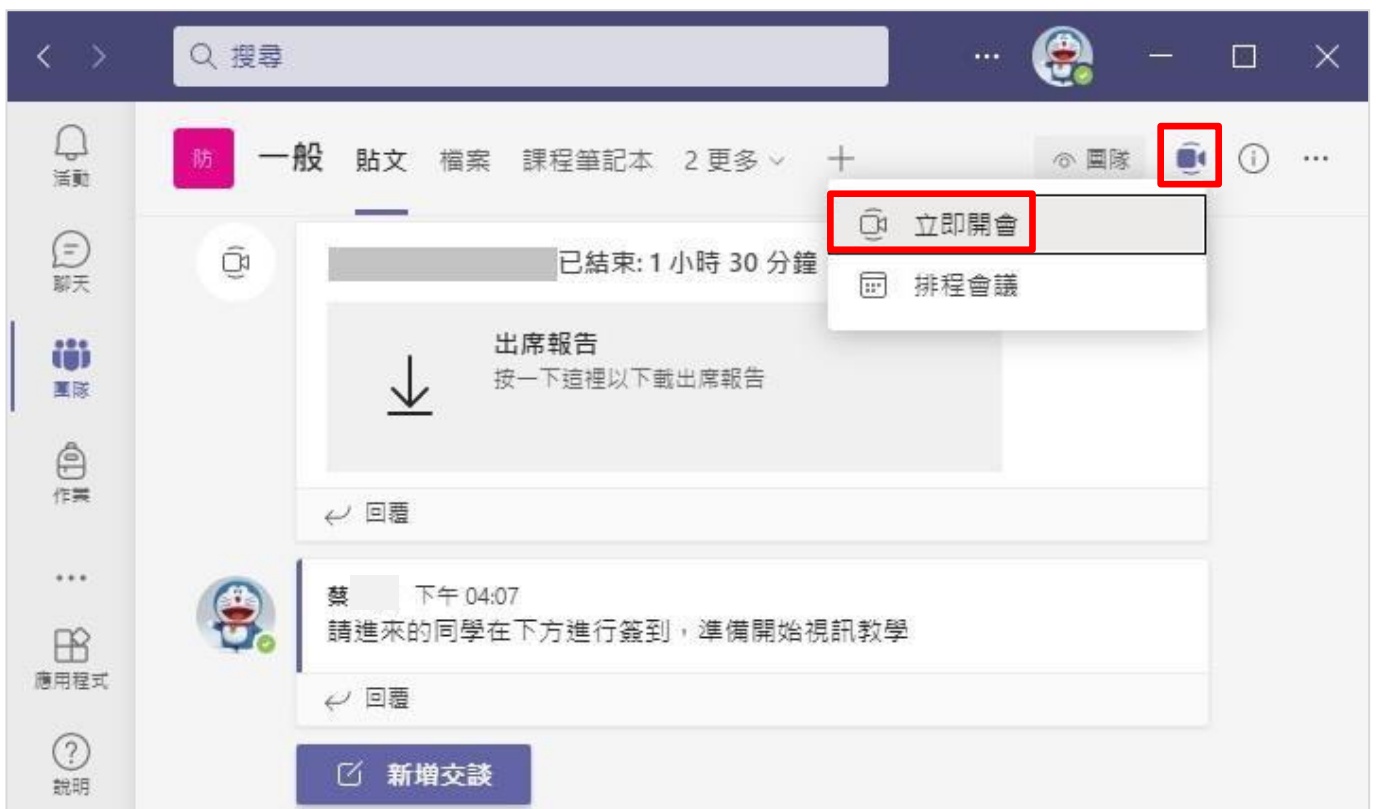 搜尋
活動
聊天
團隊
作業
應用程式
說明
防 一般 貼文 檔案 課程筆記本 2 更多 團隊
立即開會
排程會議
已結束: 1 小時 30 分鐘
出席報告
按一下這裡以下載出席報告
回覆
蔡 下午 04:07
請進來的同學在下方進行簽到，準備開始視訊教學
回覆
新增交談